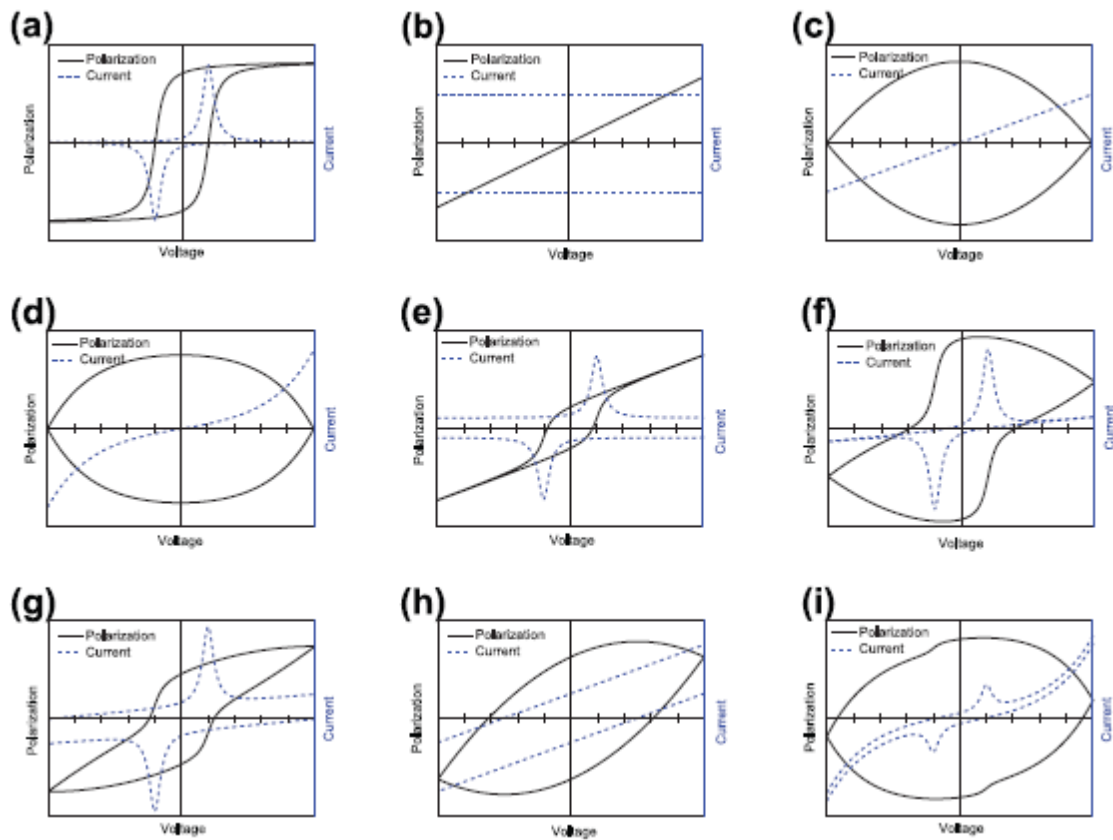 (a)
Polarization
Current
Polarization
Current
Voltage
(b)
Polarization
Current
Polarization
Current
Voltage
(c)
Polarization
Current
Polarization
Current
Voltage
(d)
Polarization
Current
Polarization
Current
Voltage
(e)
Polarization
Current
Polarization
Current
Voltage
(f)
Polarization
Current
Polarization
Current
Voltage
(g)
Polarization
Current
Polarization
Current
Voltage
(h)
Polarization
Current
Polarization
Current
Voltage
(i)
Polarization
Current
Polarization
Current
Voltage